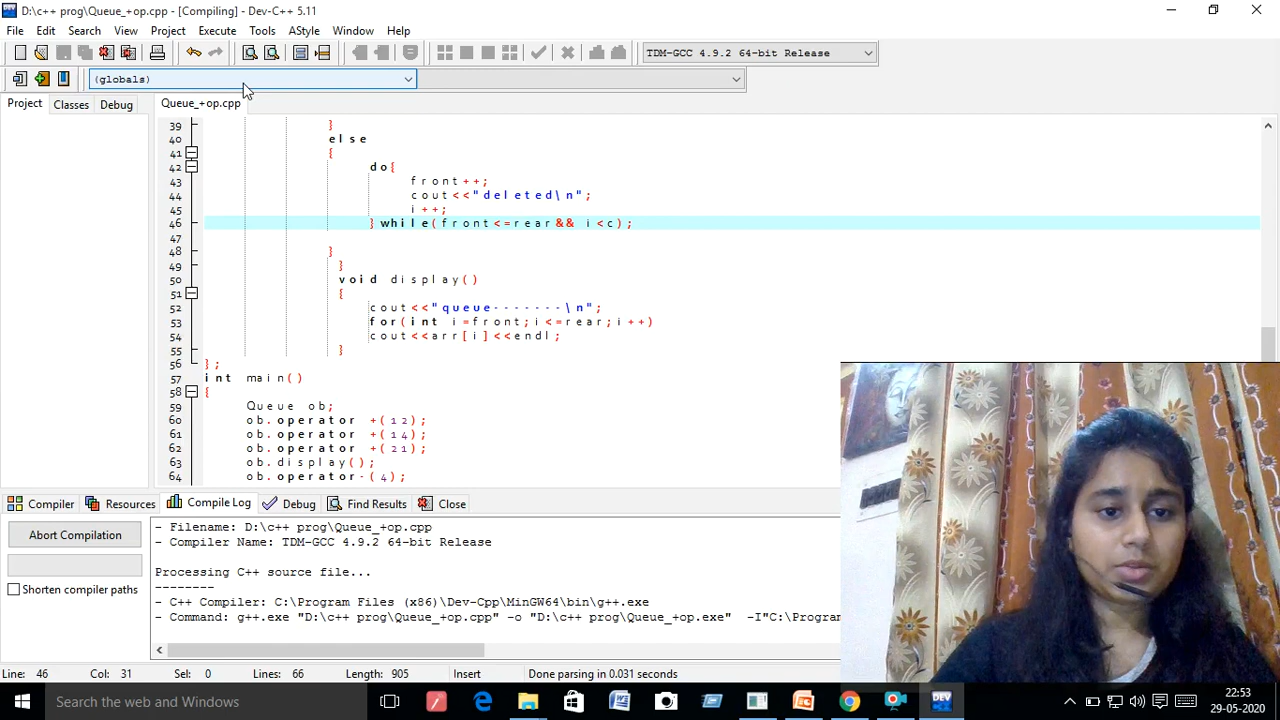 D:\c++ prog\Queue_+op.cpp - [Compiling] - Dev-C++ 5.11
File Edit Search View Project Execute Tools AStyle Window Help
TDM-GCC 4.9.2 64-bit Release
(globals)
Project Classes Debug Queue_+op.cpp
39 }
40 else
41 {
42 do{
43 front++;
44 cout<<"deleted\n";
45 i++;
46 }while(front<=rear&& i<c);
47
48 }
49 }
50 void display()
51 {
52 cout<<"queue-------\n";
53 for(int i=front;i<=rear;i++)
54 cout<<arr[i]<<endl;
55 }
56 };
57 int main()
58 {
59 Queue ob;
60 ob.operator +(12);
61 ob.operator +(14);
62 ob.operator +(21);
63 ob.display();
64 ob.operator-(4);
Compiler Resources Compile Log Debug Find Results Close
Abort Compilation
Shorten compiler paths
- Filename: D:\c++ prog\Queue_+op.cpp
- Compiler Name: TDM-GCC 4.9.2 64-bit Release
Processing C++ source file...
--------
- C++ Compiler: C:\Program Files (x86)\Dev-Cpp\MinGW64\bin\g++.exe
- Command: g++.exe "D:\c++ prog\Queue_+op.cpp" -o "D:\c++ prog\Queue_+op.exe" -I"C:\Program
Line: 46 Col: 31 Sel: 0 Lines: 66 Length: 905 Insert Done parsing in 0.031 seconds
Search the web and Windows
DEV
22:53
29-05-2020